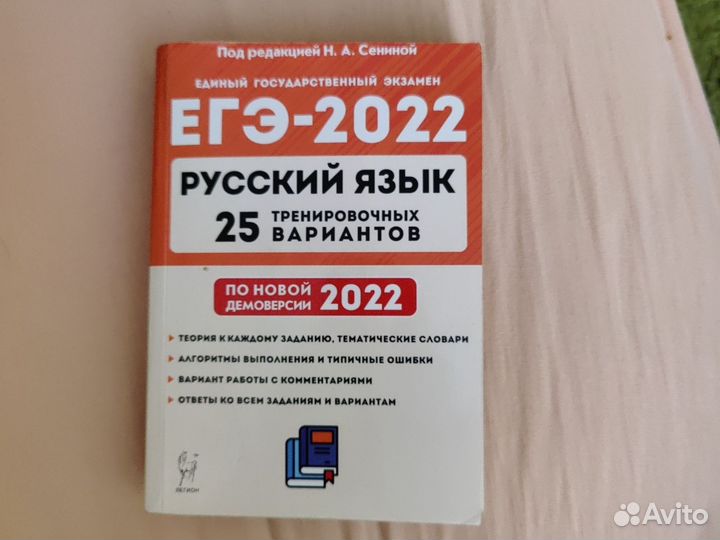 Под редакцией Н. А. Сениной
ЕДИНЫЙ ГОСУДАРСТВЕННЫЙ ЭКЗАМЕН
ЕГЭ-2022
РУССКИЙ ЯЗЫК
25 ТРЕНИРОВОЧНЫХ
ВАРИАНТОВ
ПО НОВОЙ
ДЕМОВЕРСИИ 2022
ТЕОРИЯ К КАЖДОМУ ЗАДАНИЮ, ТЕМАТИЧЕСКИЕ СЛОВАРИ
АЛГОРИТМЫ ВЫПОЛНЕНИЯ И ТИПИЧНЫЕ ОШИБКИ
ВАРИАНТ РАБОТЫ С КОММЕНТАРИЯМИ
ОТВЕТЫ КО ВСЕМ ЗАДАНИЯМ И ВАРИАНТАМ
ЛЕГИОН
Avito